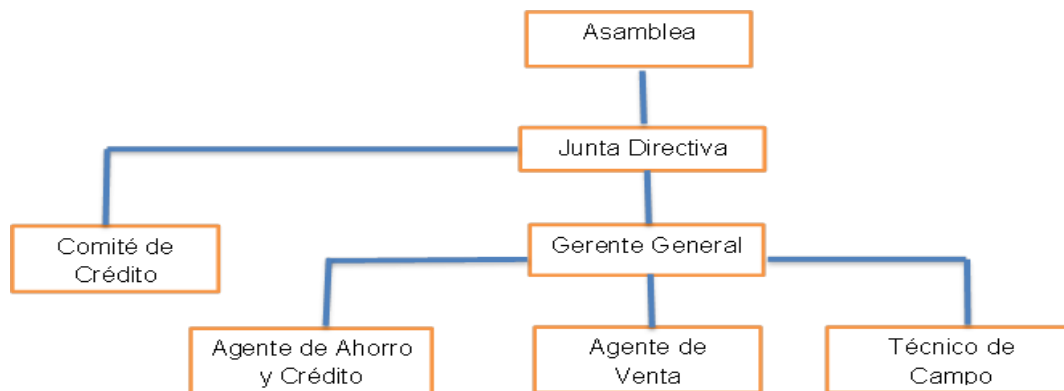 Asamblea
Junta Directiva
Comité de
Crédito
Gerente General
Agente de Ahorro
y Crédito
Agente de
Venta
Técnico de
Campo